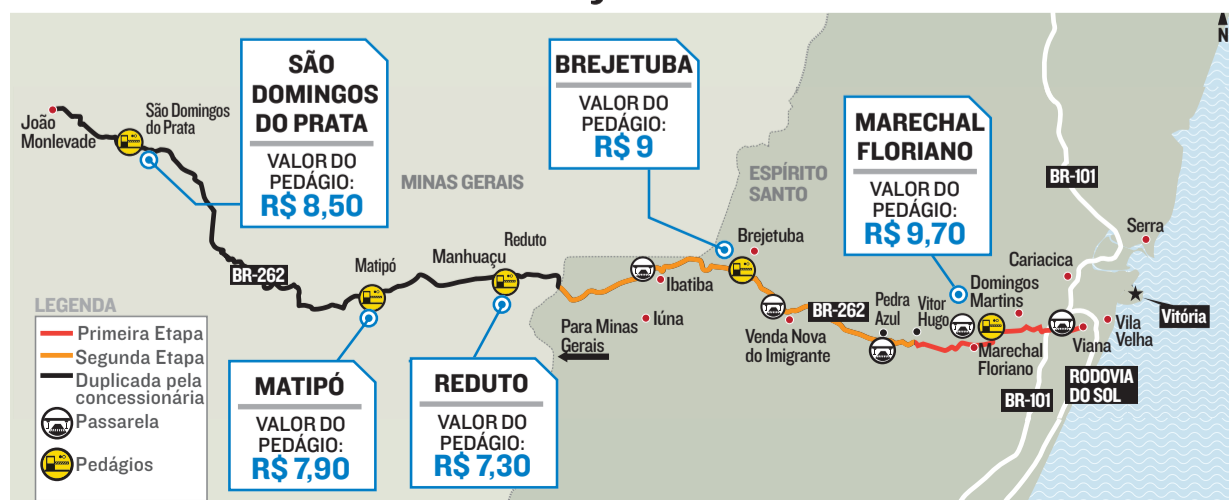 SÃO
DOMINGOS
DO PRATA
VALOR DO
PEDÁGIO:
R$ 8,50
BREJETUBA
VALOR DO
PEDÁGIO:
R$ 9
MARECHAL
FLORIANO
VALOR DO
PEDÁGIO:
R$ 9,70
N
João
Monlevade
São Domingos
do Prata
MINAS GERAIS
ESPÍRITO
SANTO
BR-101
Serra
Cariacica
Brejetuba
Reduto
Manhuaçu
Matipó
BR-262
Ibatiba
Iúna
Para Minas
Gerais
BR-262
Venda Nova
do Imigrante
Pedra
Azul
Vitor
Hugo
Domingos
Martins
Marechal
Floriano
Viana
Vila
Velha
Vitória
BR-101
RODOVIA
DO SOL
LEGENDA
Primeira Etapa
Segunda Etapa
Duplicada pela
concessionária
Passarela
Pedágios
MATIPÓ
VALOR DO
PEDÁGIO:
R$ 7,90
REDUTO
VALOR DO
PEDÁGIO:
R$ 7,30